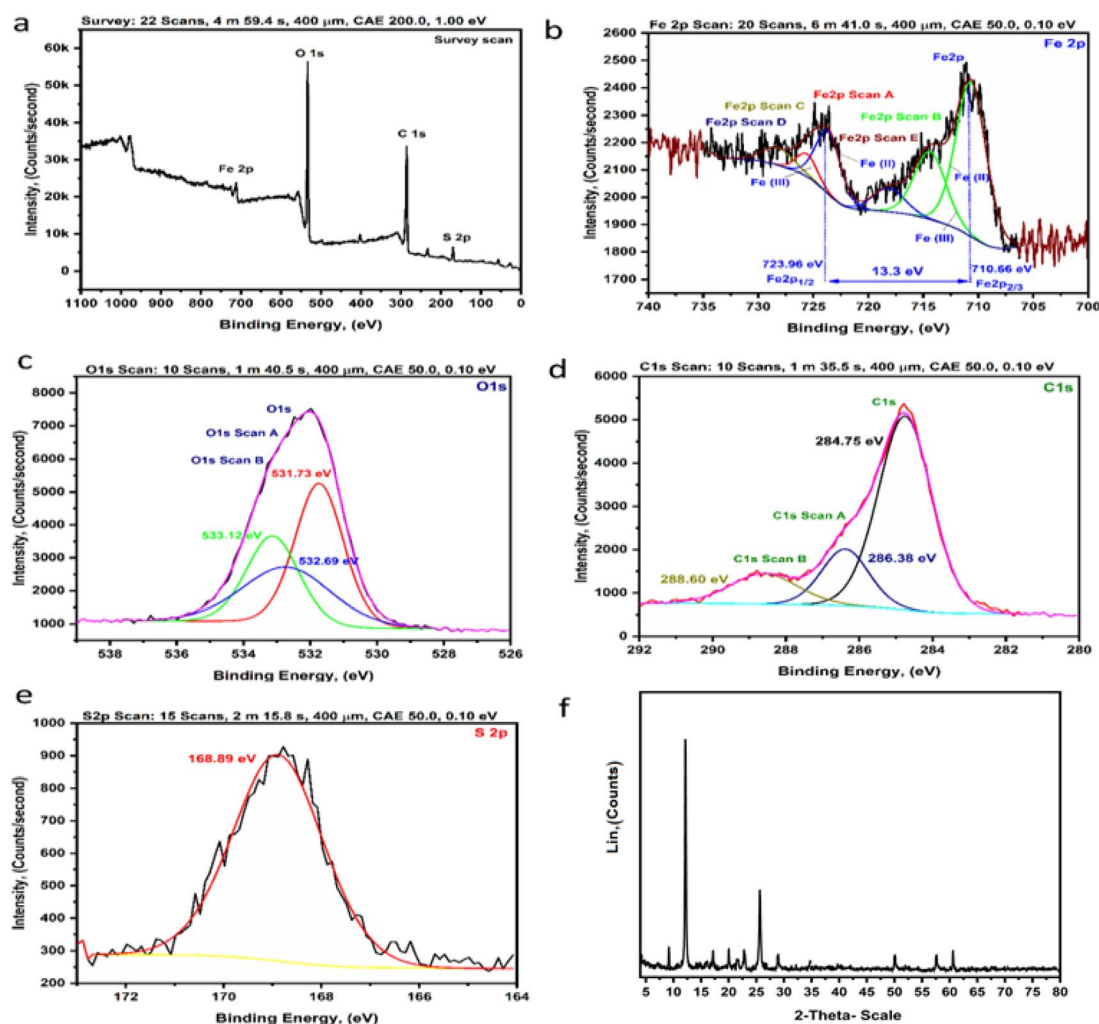 a
Survey: 22 Scans, 4 m 59.4 s, 400 µm, CAE 200.0, 1.00 eV
Survey scan
O 1s
C 1s
Fe 2p
S 2p
60k
50k
40k
30k
20k
10k
0
1100 1000 900 800 700 600 500 400 300 200 100 0
Intensity, (Counts/second)
Binding Energy, (eV)
b
Fe 2p Scan: 20 Scans, 6 m 41.0 s, 400 µm, CAE 50.0, 0.10 eV
Fe 2p
Fe2p
Fe2p Scan C
Fe2p Scan A
Fe2p Scan D
Fe2p Scan B
Fe2p Scan E
Fe (II)
Fe (III)
Fe (II)
Fe (III)
723.96 eV
Fe2p1/2
13.3 eV
710.66 eV
Fe2p2/3
2600
2500
2400
2300
2200
2100
2000
1900
1800
1700
740 735 730 725 720 715 710 705 700
Intensity, (Counts/second)
Binding Energy, (eV)
c
O1s Scan: 10 Scans, 1 m 40.5 s, 400 µm, CAE 50.0, 0.10 eV
O1s
O1s
O1s Scan A
O1s Scan B
531.73 eV
533.12 eV
532.69 eV
8000
7000
6000
5000
4000
3000
2000
1000
538 536 534 532 530 528 526
Intensity, (Counts/second)
Binding Energy, (eV)
d
C1s Scan: 10 Scans, 1 m 35.5 s, 400 µm, CAE 50.0, 0.10 eV
C1s
C1s
284.75 eV
C1s Scan A
C1s Scan B
286.38 eV
288.60 eV
6000
5000
4000
3000
2000
1000
0
292 290 288 286 284 282 280
Intensity, (Counts/second)
Binding Energy, (eV)
e
S2p Scan: 15 Scans, 2 m 15.8 s, 400 µm, CAE 50.0, 0.10 eV
S 2p
168.89 eV
1000
900
800
700
600
500
400
300
200
172 170 168 166 164
Intensity, (Counts/second)
Binding Energy, (eV)
f
Lin,(Counts)
10 20 30 40 50 60 70 80
2-Theta- Scale